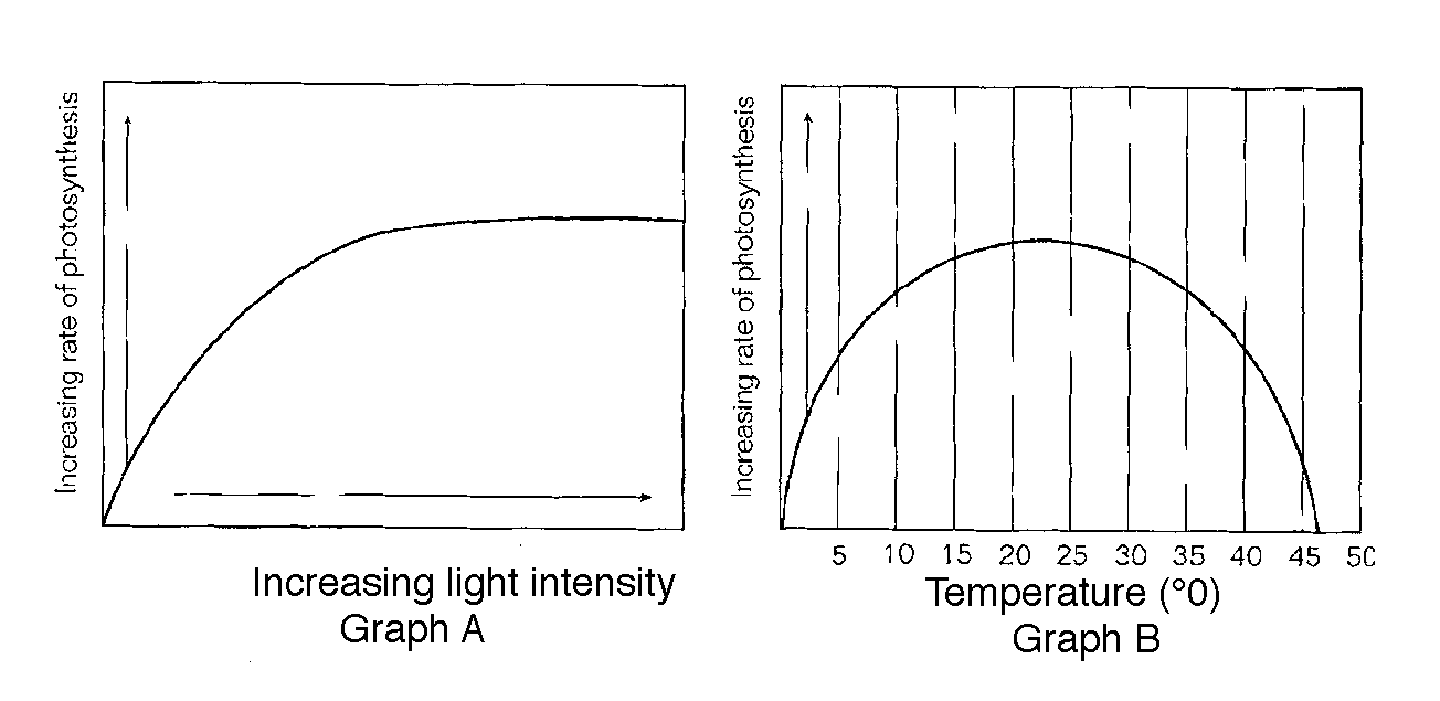 Increasing rate of photosynthesis
Increasing light intensity
Graph A
Increasing rate of photosynthesis
5 10 15 20 25 30 35 40 45 50
Temperature (°0)
Graph B